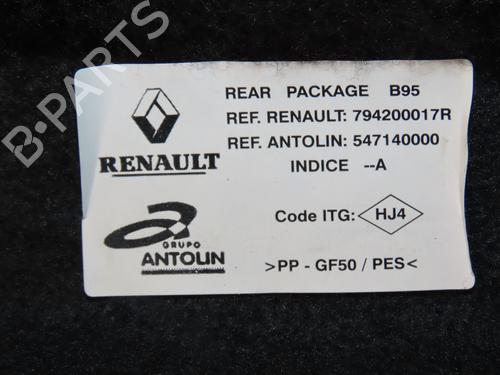 B-Parts
REAR PACKAGE B95
REF. RENAULT: 794200017R
REF. ANTOLIN: 547140000
INDICE --A
RENAULT
Code ITG: HJ4
GRUPO
ANTOLIN
>PP - GF50 / PES<